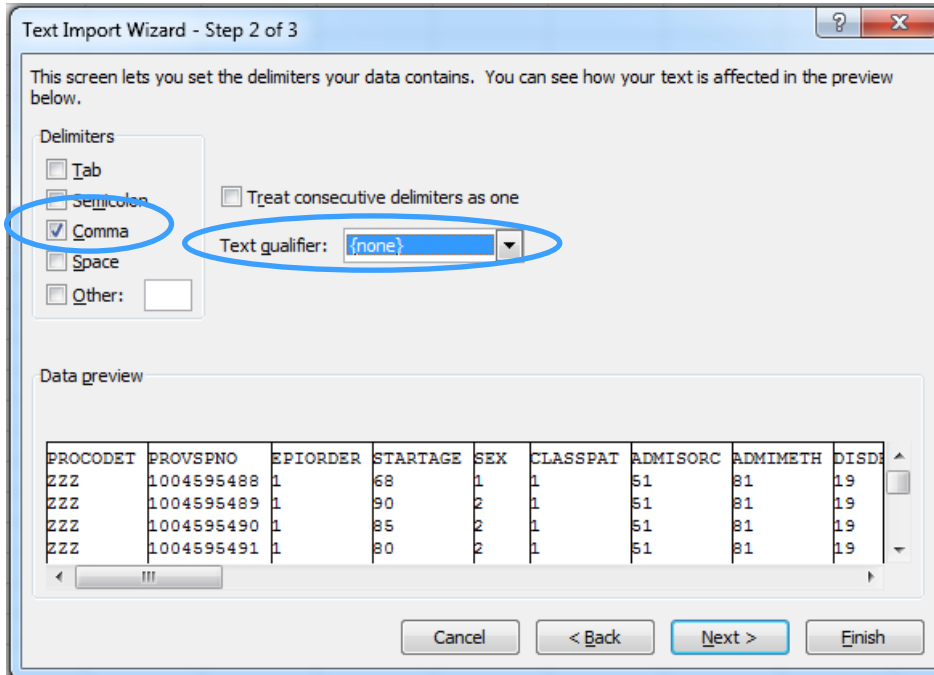 Text Import Wizard - Step 2 of 3
?
X
This screen lets you set the delimiters your data contains. You can see how your text is affected in the preview
below.
Delimiters
Tab
Semicolon
Treat consecutive delimiters as one
Comma
Text qualifier: {none}
Space
Other:
Data preview
PROCODET PROVSPNO EPIORDER STARTAGE SEX CLASSPAT ADMISORC ADMIMETH
ZZZ 1004595488 1 68 1 1 51 81 19
ZZZ 1004595489 1 90 2 1 51 81 19
ZZZ 1004595490 1 85 2 1 51 81 19
ZZZ 1004595491 1 80 2 1 51 81 19
Cancel
< Back
Next >
Finish